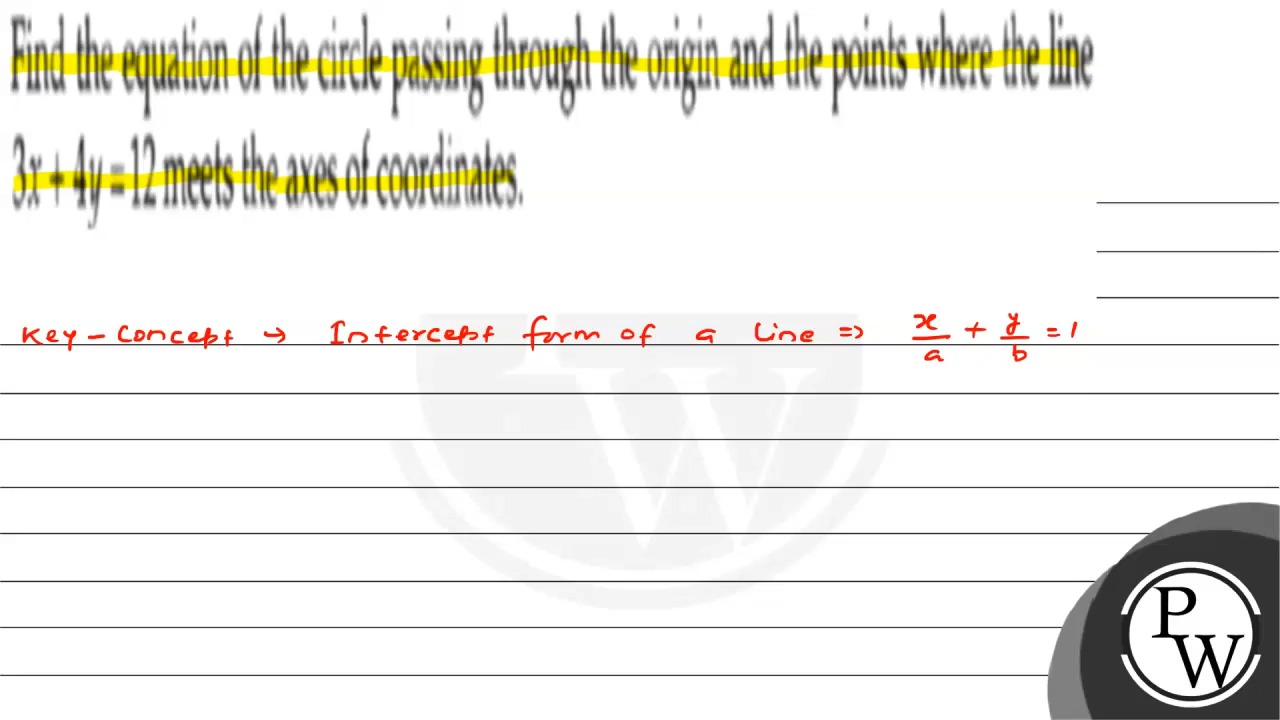 Find the equation of the circle passing through the origin and the points where the line
3x + 4y = 12 meets the axes of coordinates.
Key - Concept → Intercept form of a Line ⇒ x/a + y/b = 1
W
P
W